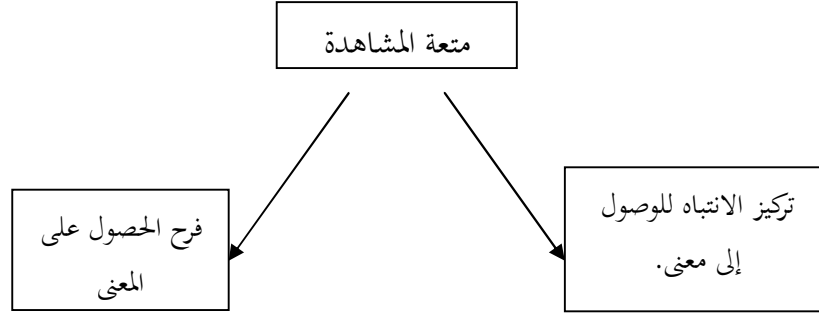 متعة المشاهدة
تركيز الانتباه للوصول
إلى معنى.
فرح الحصول على
المعنى